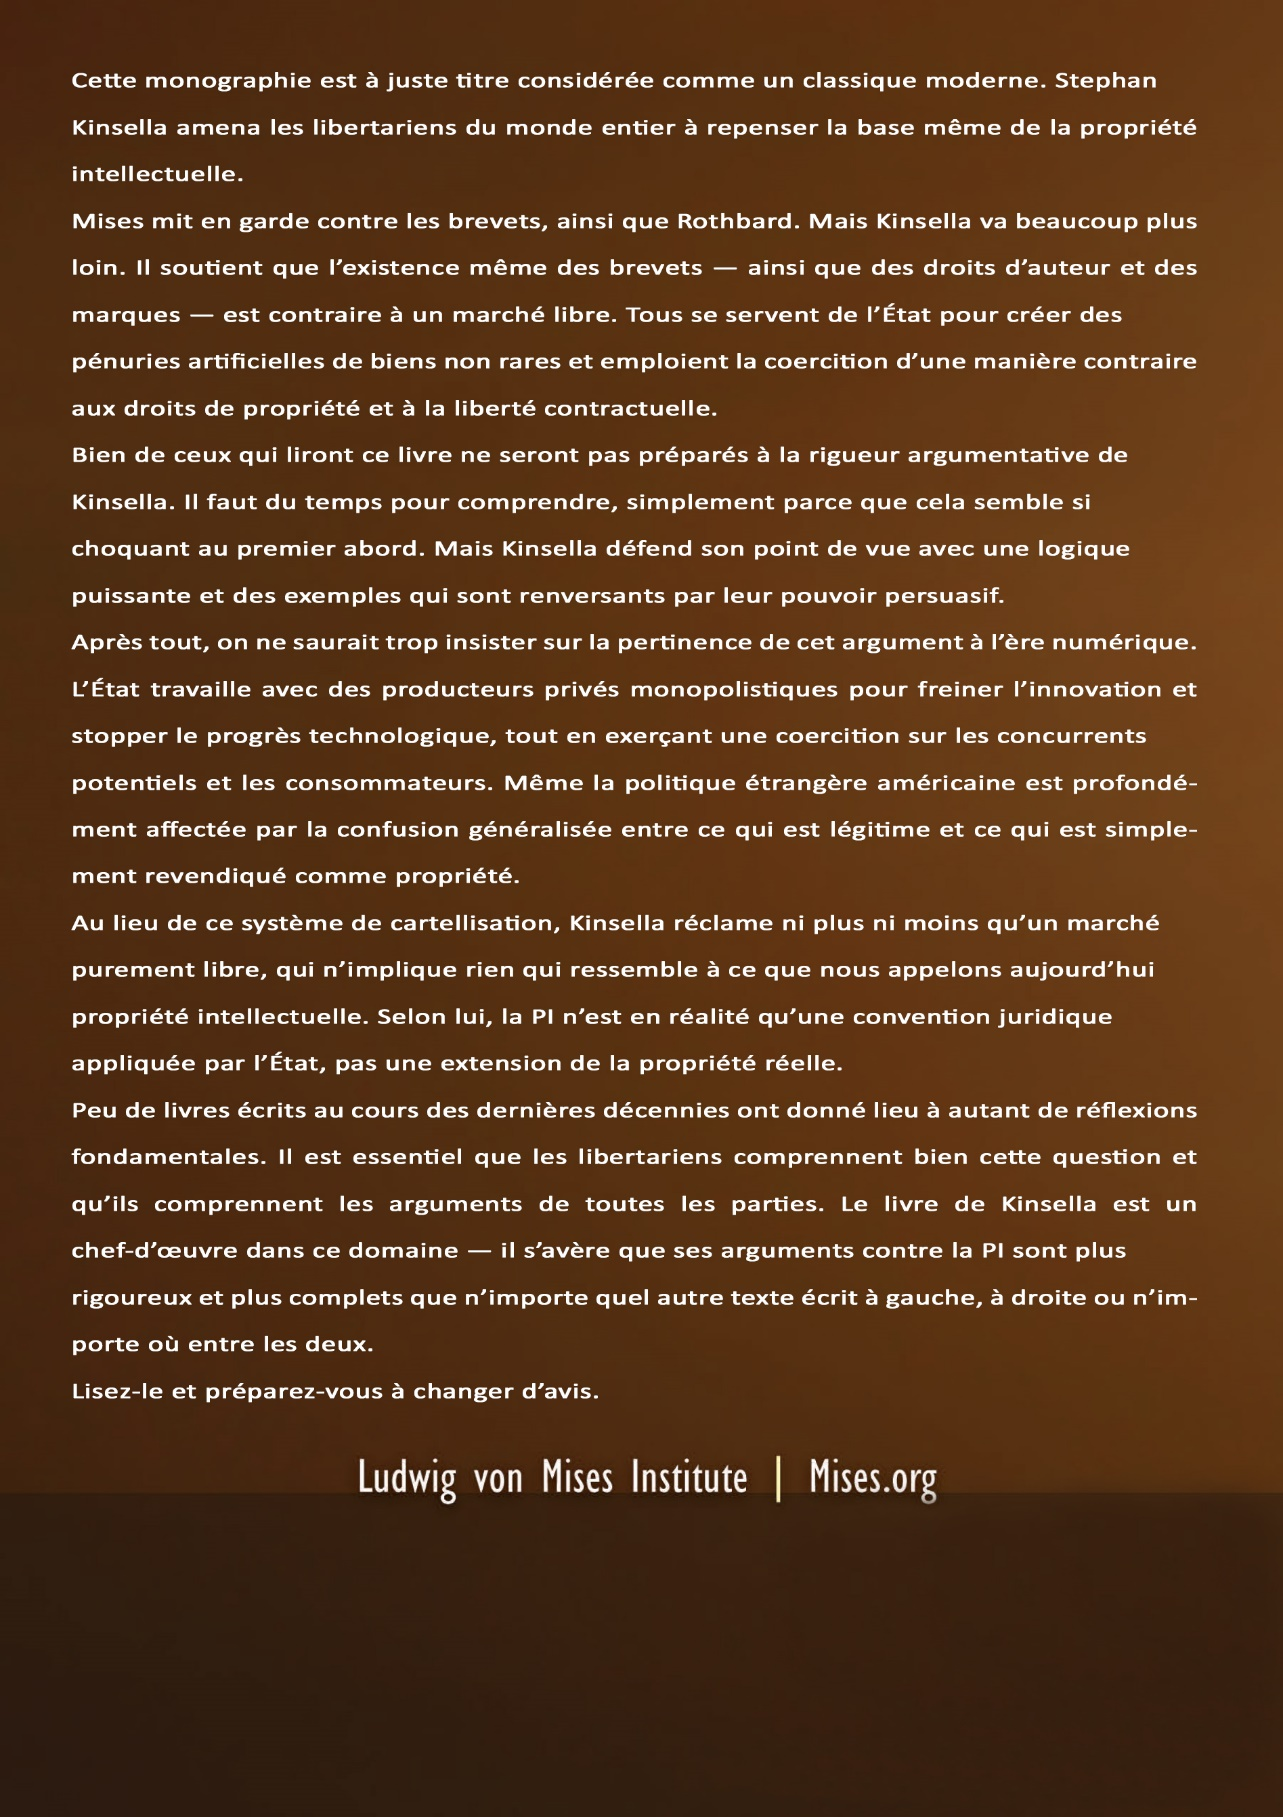 Cette monographie est à juste titre considérée comme un classique moderne. Stephan
Kinsella amena les libertariens du monde entier à repenser la base même de la propriété
intellectuelle.
Mises mit en garde contre les brevets, ainsi que Rothbard. Mais Kinsella va beaucoup plus
loin. Il soutient que l’existence même des brevets — ainsi que des droits d’auteur et des
marques — est contraire à un marché libre. Tous se servent de l’État pour créer des
pénuries artificielles de biens non rares et emploient la coercition d’une manière contraire
aux droits de propriété et à la liberté contractuelle.
Bien de ceux qui liront ce livre ne seront pas préparés à la rigueur argumentative de
Kinsella. Il faut du temps pour comprendre, simplement parce que cela semble si
choquant au premier abord. Mais Kinsella défend son point de vue avec une logique
puissante et des exemples qui sont renversants par leur pouvoir persuasif.
Après tout, on ne saurait trop insister sur la pertinence de cet argument à l’ère numérique.
L’État travaille avec des producteurs privés monopolistiques pour freiner l’innovation et
stopper le progrès technologique, tout en exerçant une coercition sur les concurrents
potentiels et les consommateurs. Même la politique étrangère américaine est profondé-
ment affectée par la confusion généralisée entre ce qui est légitime et ce qui est simple-
ment revendiqué comme propriété.
Au lieu de ce système de cartellisation, Kinsella réclame ni plus ni moins qu’un marché
purement libre, qui n’implique rien qui ressemble à ce que nous appelons aujourd’hui
propriété intellectuelle. Selon lui, la PI n’est en réalité qu’une convention juridique
appliquée par l’État, pas une extension de la propriété réelle.
Peu de livres écrits au cours des dernières décennies ont donné lieu à autant de réflexions
fondamentales. Il est essentiel que les libertariens comprennent bien cette question et
qu’ils comprennent les arguments de toutes les parties. Le livre de Kinsella est un
chef-d’œuvre dans ce domaine — il s’avère que ses arguments contre la PI sont plus
rigoureux et plus complets que n’importe quel autre texte écrit à gauche, à droite ou n’im-
porte où entre les deux.
Lisez-le et préparez-vous à changer d’avis.
Ludwig von Mises Institute | Mises.org